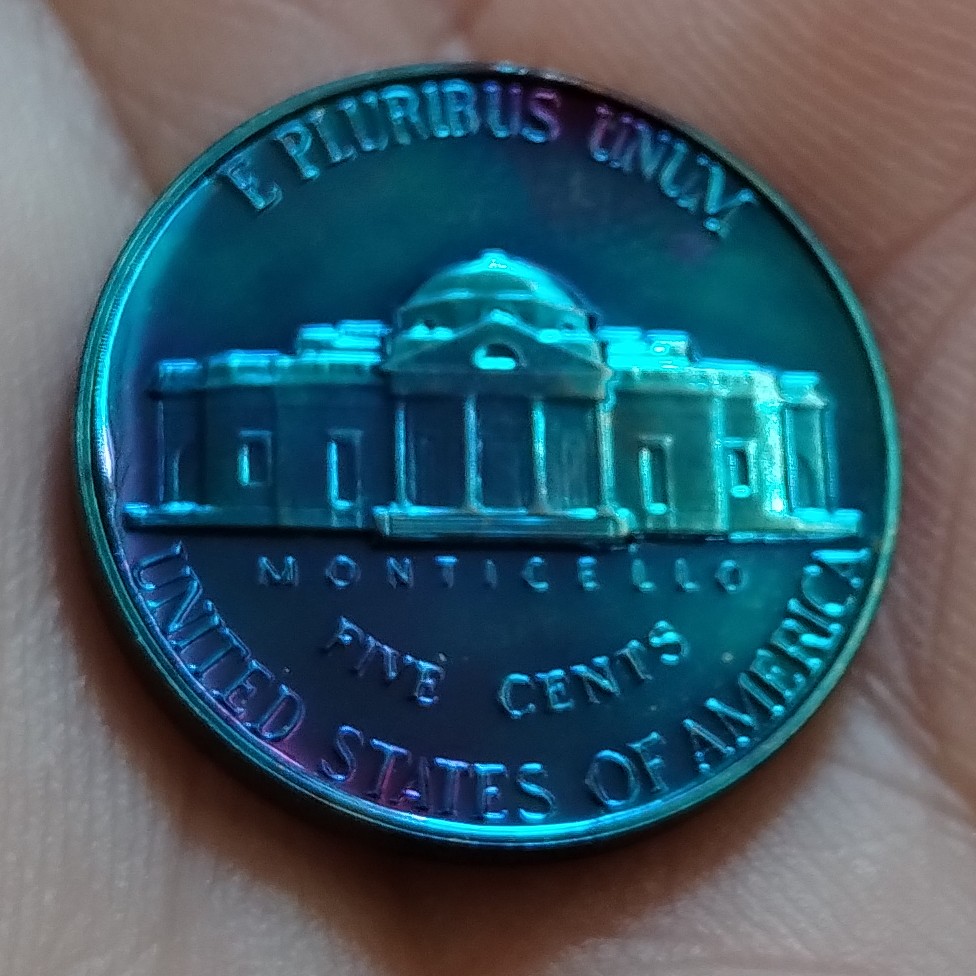 E PLURIBUS UNUM
MONTICELLO
FIVE CENTS
UNITED STATES OF AMERICA